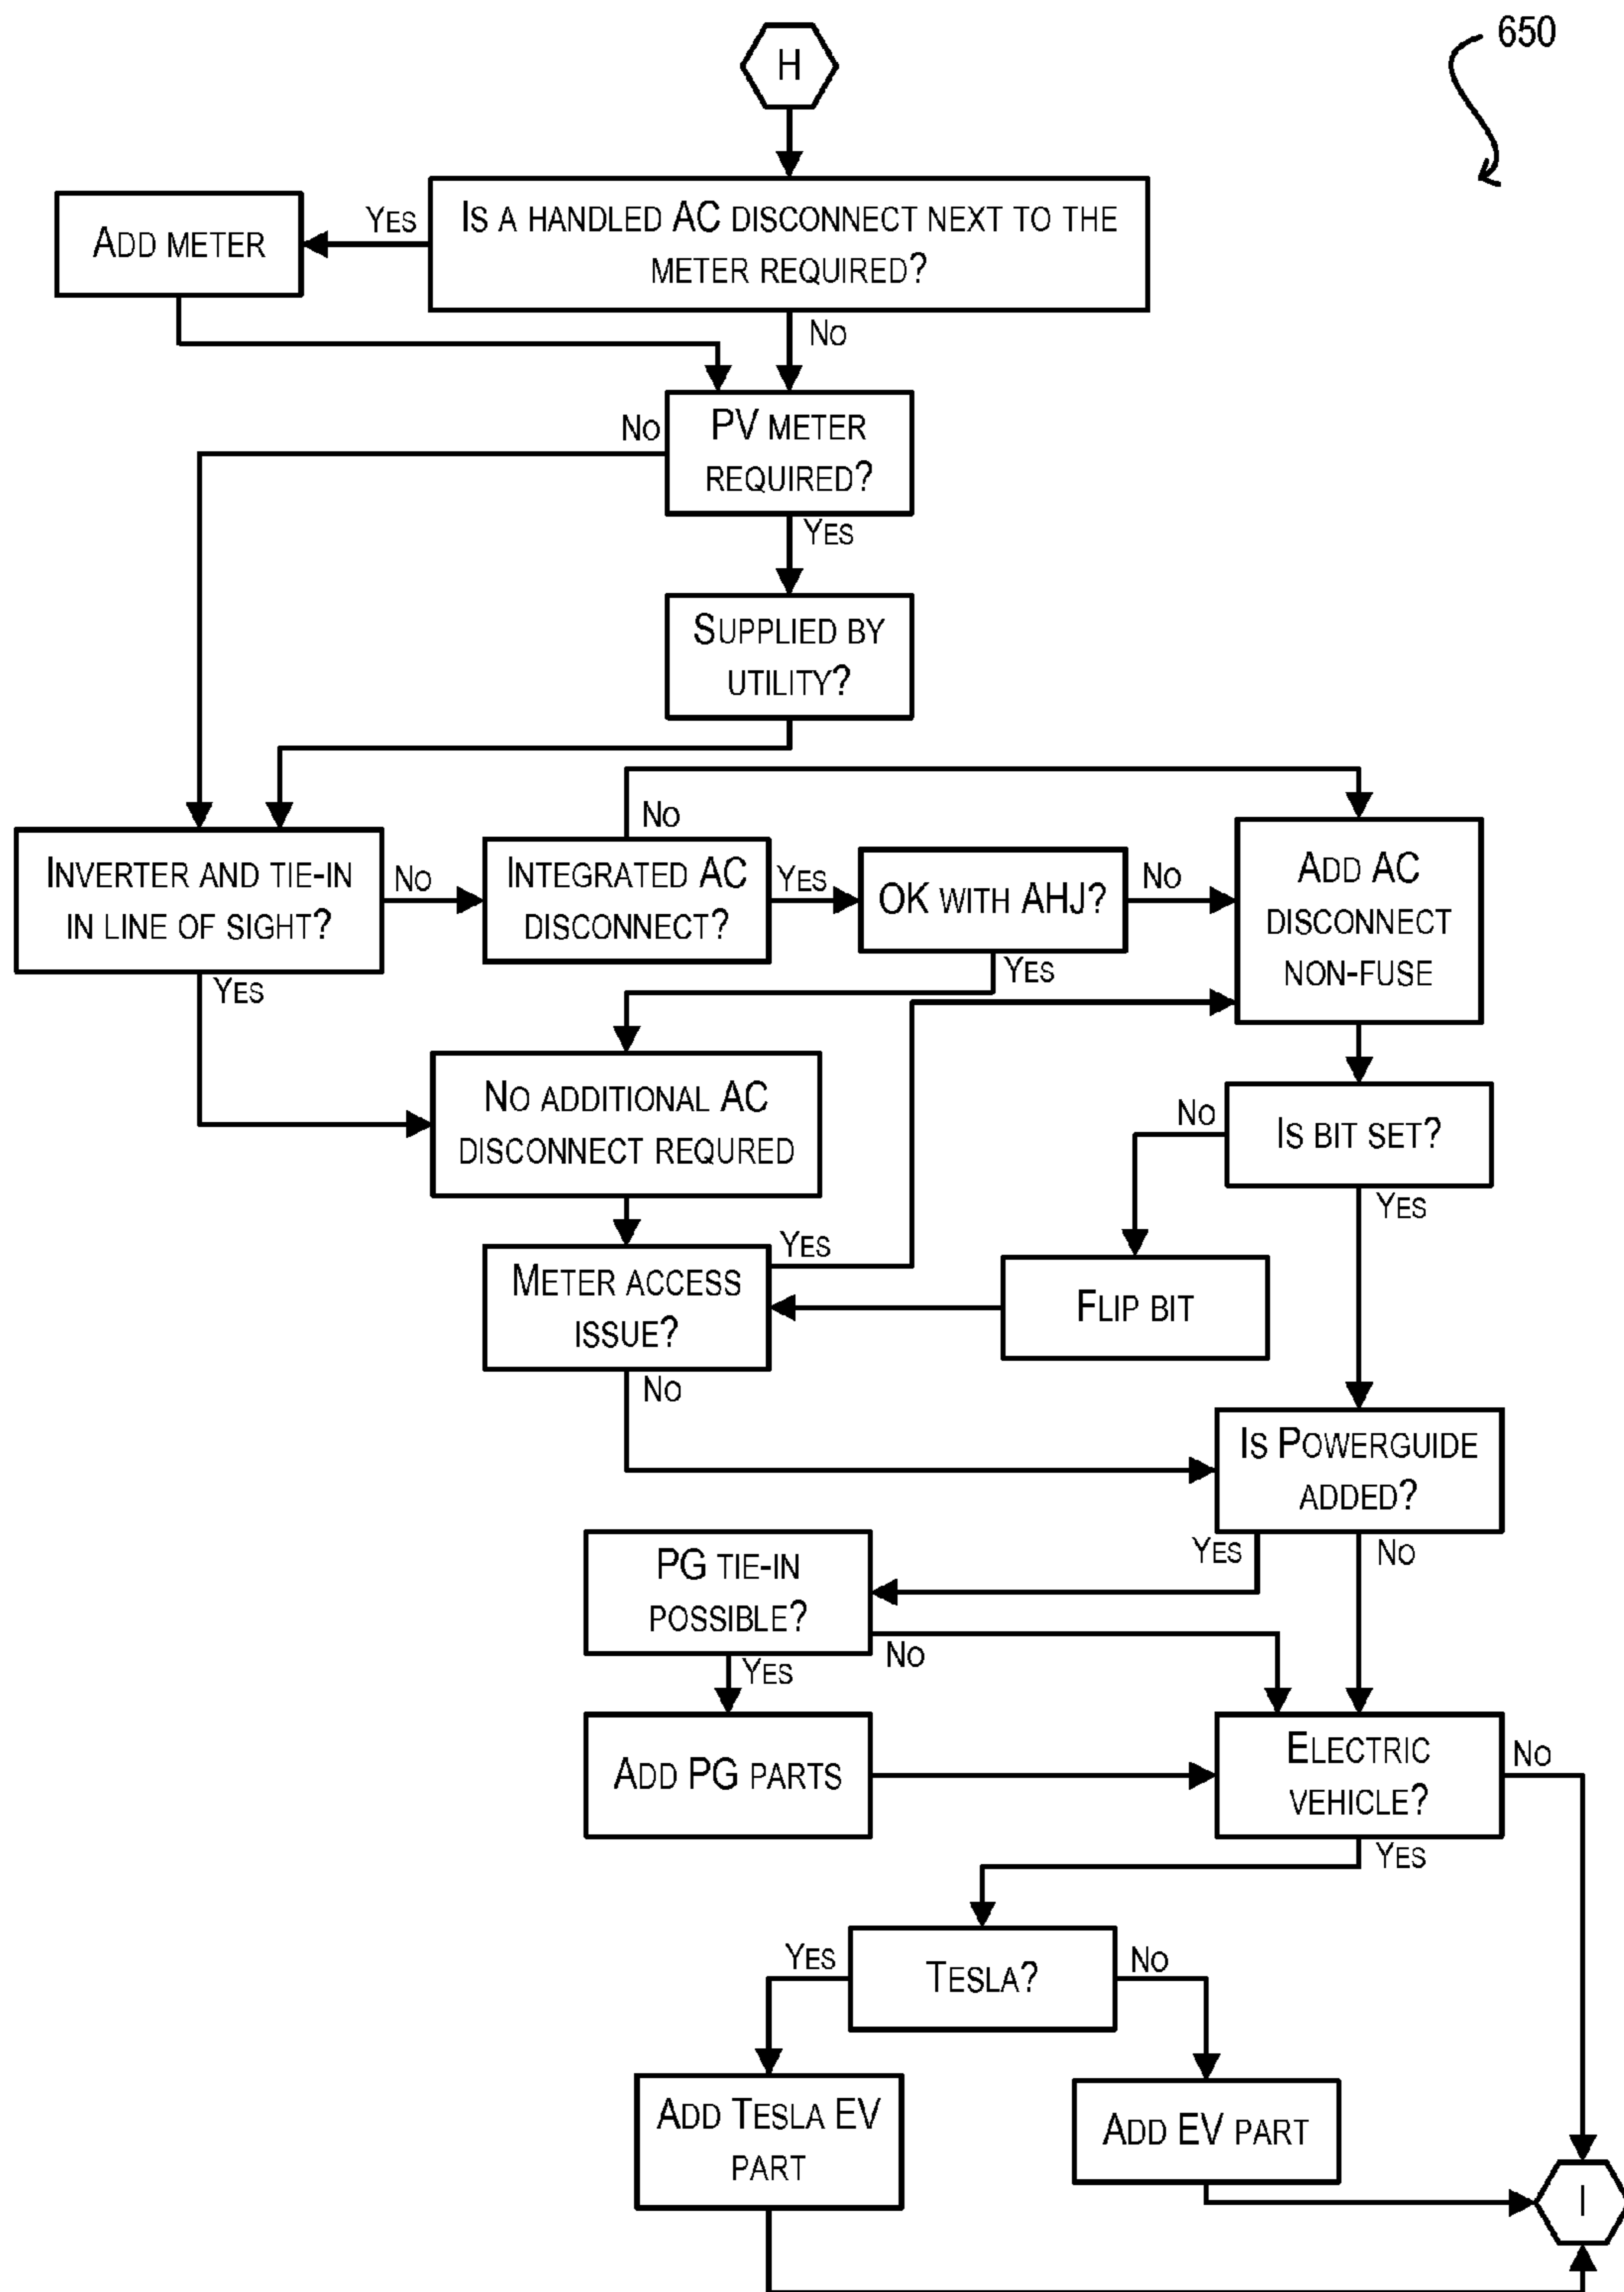 650
H
Is a handled AC disconnect next to the
meter required?
Yes
Add meter
No
PV meter
required?
No
Yes
Supplied by
utility?
Inverter and tie-in
in line of sight?
No
Yes
Integrated AC
disconnect?
No
Yes
OK with AHJ?
No
Yes
Add AC
disconnect
non-fuse
No additional AC
disconnect requred
Is bit set?
No
Yes
Meter access
issue?
Yes
No
Flip bit
Is Powerguide
added?
Yes
No
PG tie-in
possible?
No
Yes
Add PG parts
Electric
vehicle?
No
Yes
Tesla?
Yes
No
Add Tesla EV
part
Add EV part
I